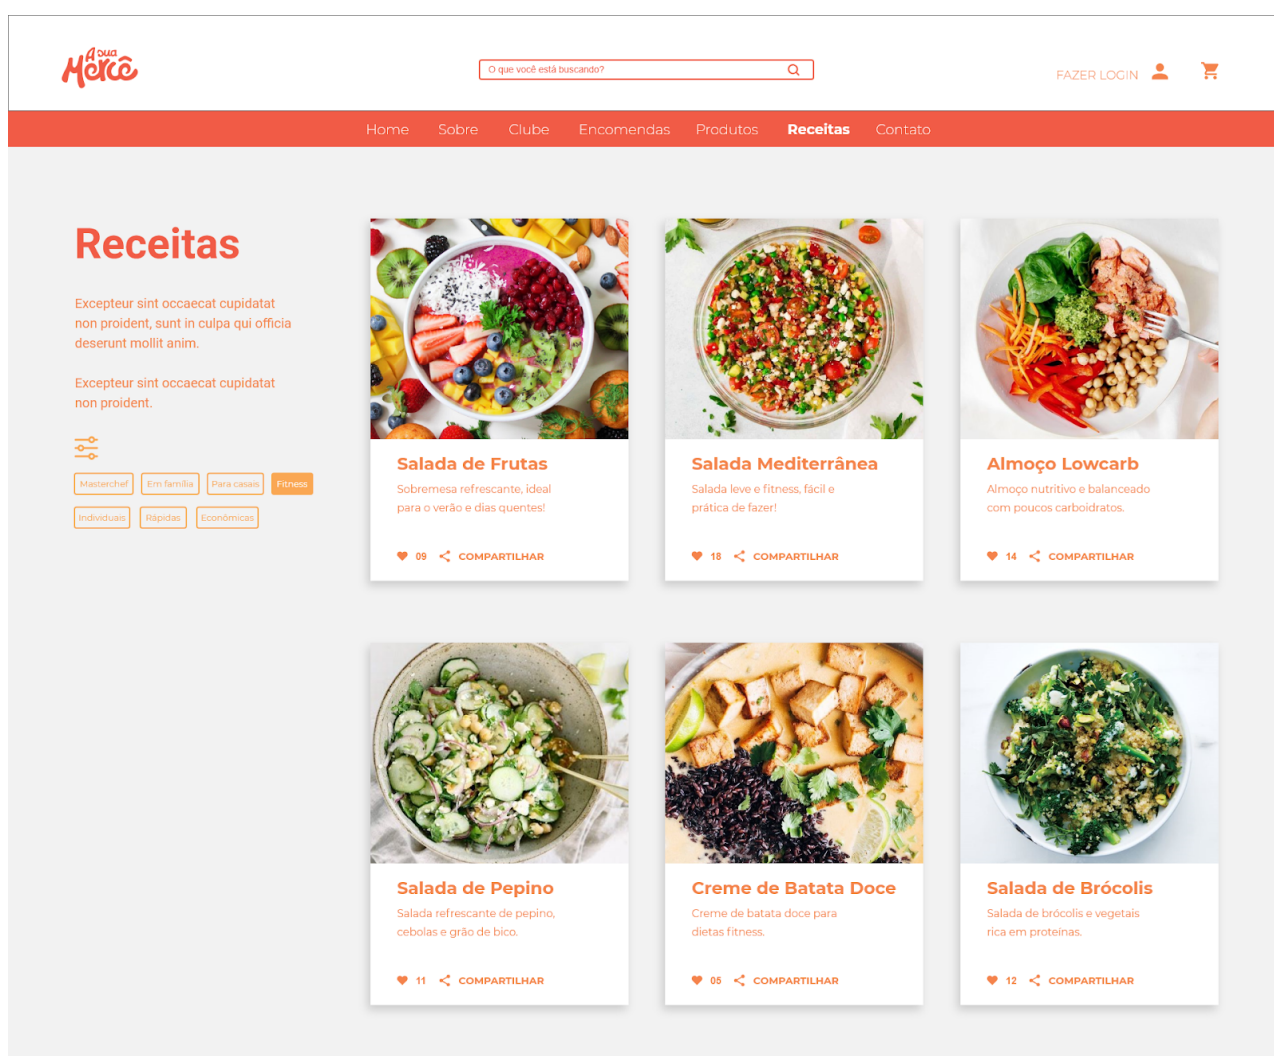 A sua
Mercê
O que você está buscando?
FAZER LOGIN
Home Sobre Clube Encomendas Produtos Receitas Contato
Receitas
Excepteur sint occaecat cupidatat
non proident, sunt in culpa qui officia
deserunt mollit anim.
Excepteur sint occaecat cupidatat
non proident.
Masterchef Em família Para casais Fitness
Individuais Rápidas Econômicas
Salada de Frutas
Sobremesa refrescante, ideal
para o verão e dias quentes!
09 COMPARTILHAR
Salada Mediterrânea
Salada leve e fitness, fácil e
prática de fazer!
18 COMPARTILHAR
Almoço Lowcarb
Almoço nutritivo e balanceado
com poucos carboidratos.
14 COMPARTILHAR
Salada de Pepino
Salada refrescante de pepino,
cebolas e grão de bico.
11 COMPARTILHAR
Creme de Batata Doce
Creme de batata doce para
dietas fitness.
05 COMPARTILHAR
Salada de Brócolis
Salada de brócolis e vegetais
rica em proteínas.
12 COMPARTILHAR